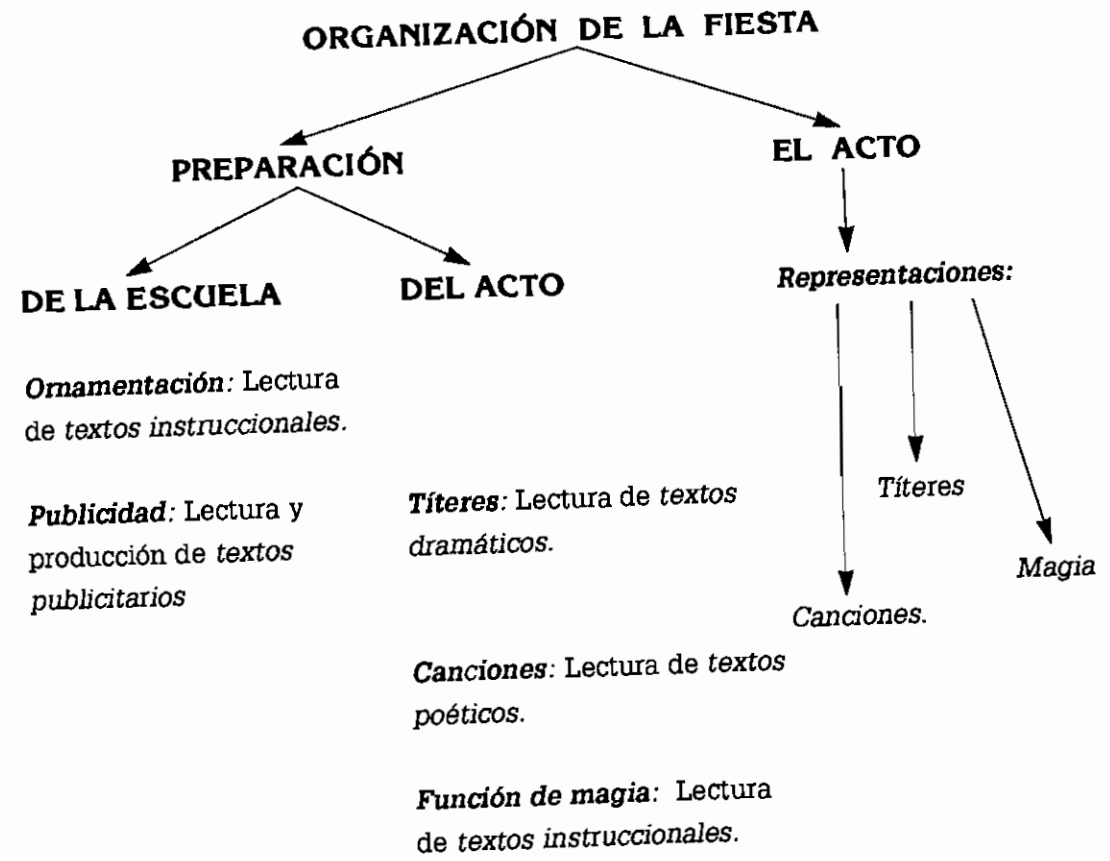 ORGANIZACIÓN DE LA FIESTA
PREPARACIÓN
EL ACTO
DE LA ESCUELA
DEL ACTO
Representaciones:
Ornamentación: Lectura
de textos instruccionales.
Publicidad: Lectura y
producción de textos
publicitarios
Títeres: Lectura de textos
dramáticos.
Canciones: Lectura de textos
poéticos.
Función de magia: Lectura
de textos instruccionales.
Títeres
Magia
Canciones.